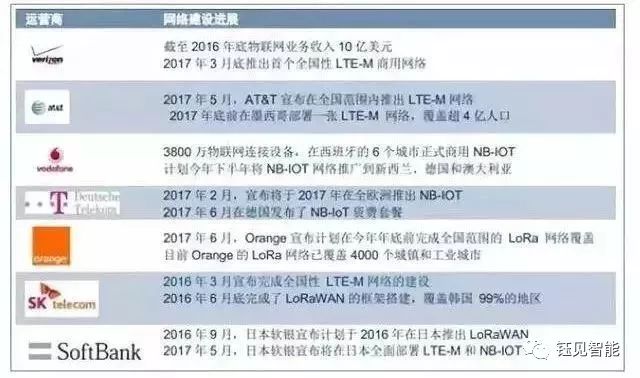 运营商 网络建设进展
verizon
截至 2016 年底物联网业务收入 10 亿美元
2017 年 3 月底推出首个全国性 LTE-M 商用网络
at&t
2017 年 5 月，AT&T 宣布在全国范围内推出 LTE-M 网络
2017 年底前在墨西哥部署一张 LTE-M 网络，覆盖超 4 亿人口
vodafone
3800 万物联网连接设备，在西班牙的 6 个城市正式商用 NB-IOT
计划今年下半年将 NB-IOT 网络推广到新西兰，德国和澳大利亚
Deutsche
Telekom
2017 年 2 月，宣布将于 2017 年在全欧洲推出 NB-IOT
2017 年 6 月在德国发布了 NB-IoT 资费套餐
orange
2017 年 6 月，Orange 宣布计划在今年年底前完成全国范围的 LoRa 网络覆盖
目前 Orange 的 LoRa 网络已覆盖 4000 个城镇和工业城市
SK telecom
2016 年 3 月宣布完成全国性 LTE-M 网络的建设
2016 年 6 月底完成了 LoRaWAN 的框架搭建，覆盖韩国 99%的地区
SoftBank
2016 年 9 月，日本软银宣布计划于 2016 年在日本推出 LoRaWAN
2017 年 5 月，日本软银宣布将在日本全面部署 LTE-M 和 NB-IOT
钰见智能